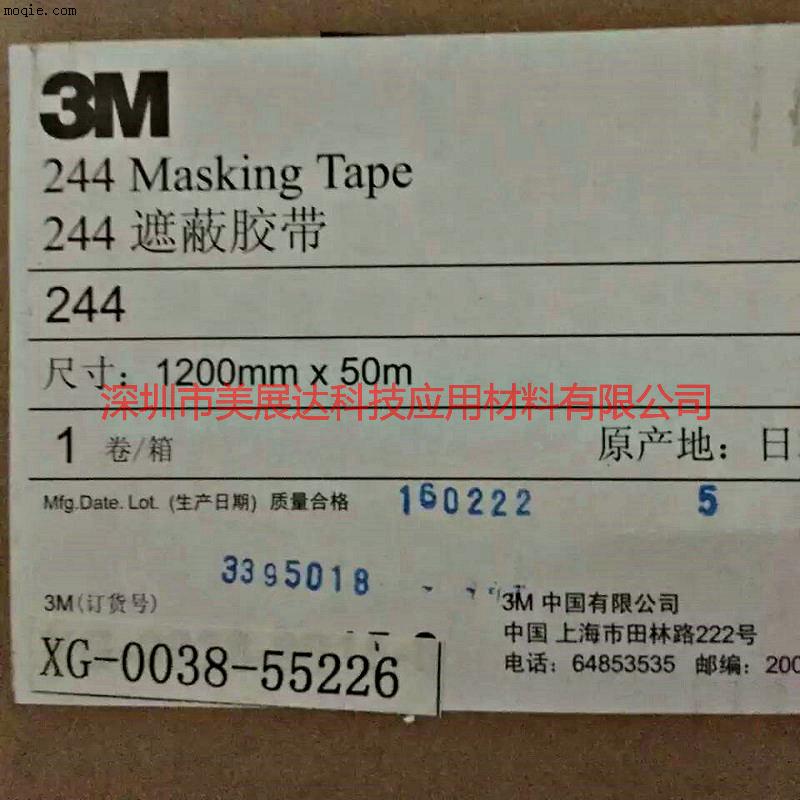 moqie.com
3M
244 Masking Tape
244 遮蔽胶带
244
尺寸：1200mm x 50m
深圳市美展达科技应用材料有限公司
1 卷/箱 原产地：日
Mfg.Date. Lot. (生产日期) 质量合格 160222 5
3395018
3M(订货号)
3M 中国有限公司
中国 上海市田林路222号
电话：64853535 邮编：200
XG-0038-55226